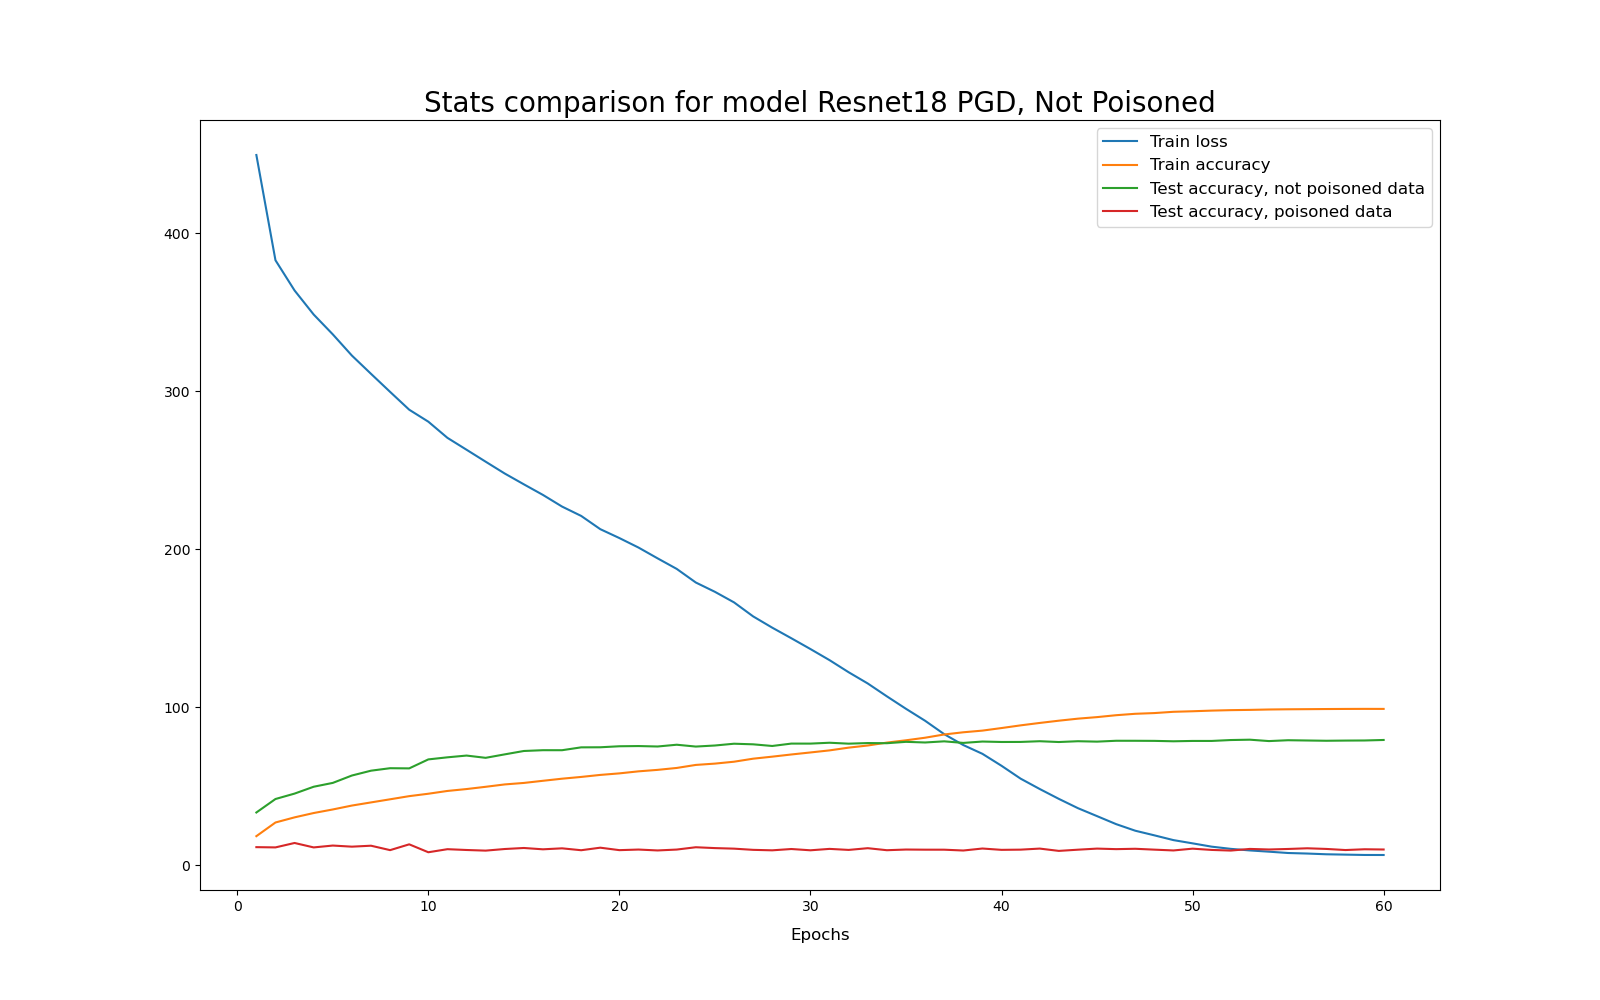 Stats comparison for model Resnet18 PGD, Not Poisoned
Train loss
Train accuracy
Test accuracy, not poisoned data
Test accuracy, poisoned data
400
300
200
100
0
0 10 20 30 40 50 60
Epochs